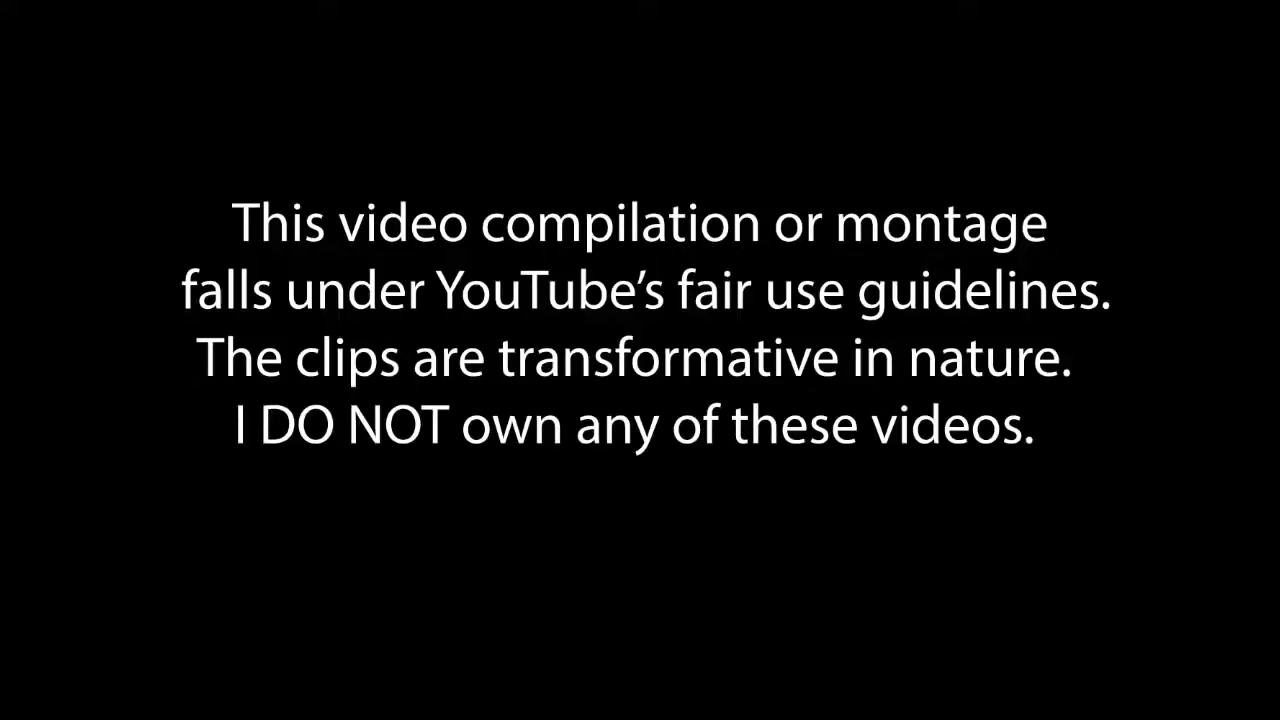 This video compilation or montage
falls under YouTube’s fair use guidelines.
The clips are transformative in nature.
I DO NOT own any of these videos.